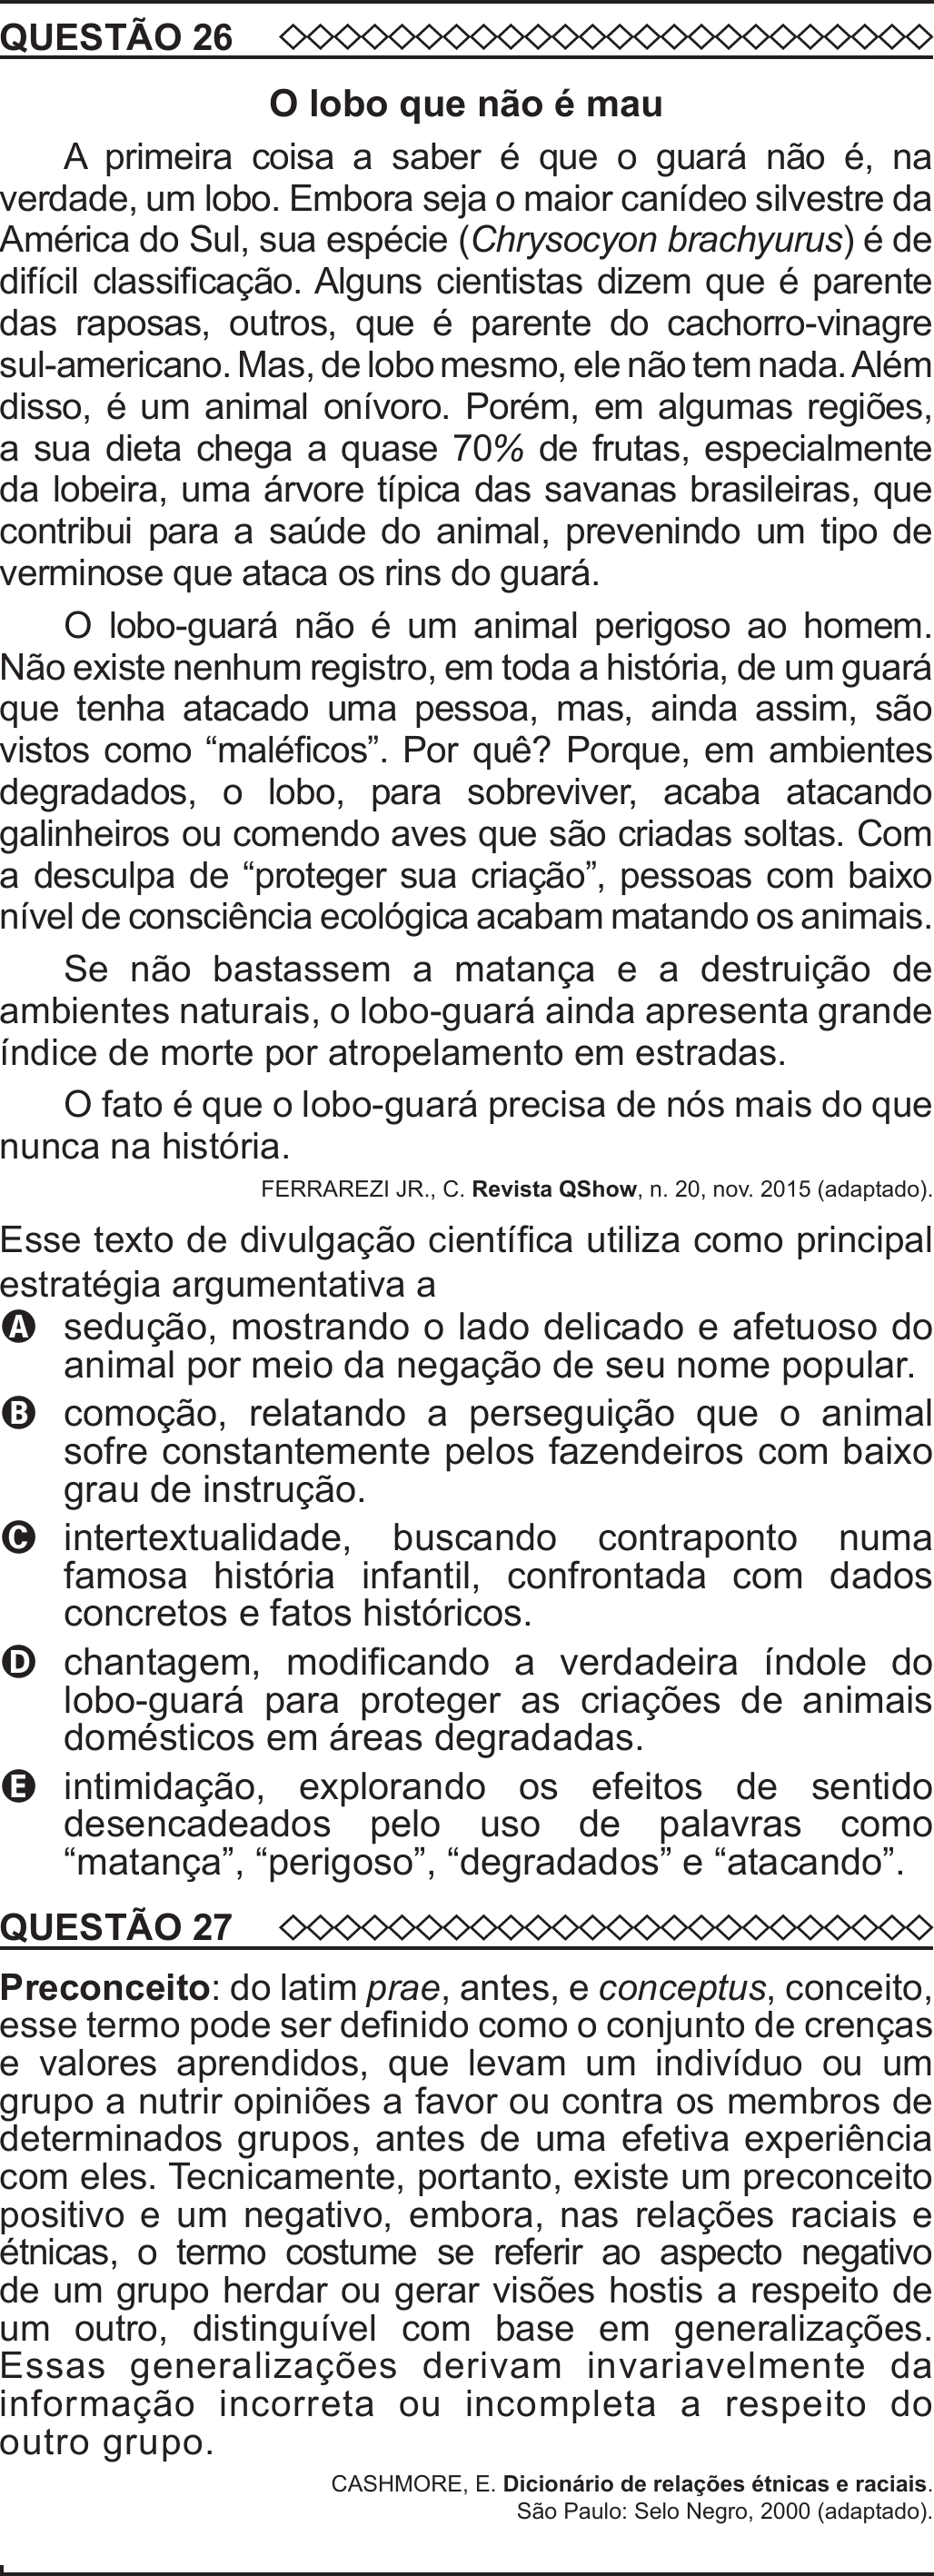 QUESTÃO 26
O lobo que não é mau
A primeira coisa a saber é que o guará não é, na
verdade, um lobo. Embora seja o maior canídeo silvestre da
América do Sul, sua espécie (Chrysocyon brachyurus) é de
difícil classificação. Alguns cientistas dizem que é parente
das raposas, outros, que é parente do cachorro-vinagre
sul-americano. Mas, de lobo mesmo, ele não tem nada. Além
disso, é um animal onívoro. Porém, em algumas regiões,
a sua dieta chega a quase 70% de frutas, especialmente
da lobeira, uma árvore típica das savanas brasileiras, que
contribui para a saúde do animal, prevenindo um tipo de
verminose que ataca os rins do guará.
O lobo-guará não é um animal perigoso ao homem.
Não existe nenhum registro, em toda a história, de um guará
que tenha atacado uma pessoa, mas, ainda assim, são
vistos como “maléficos”. Por quê? Porque, em ambientes
degradados, o lobo, para sobreviver, acaba atacando
galinheiros ou comendo aves que são criadas soltas. Com
a desculpa de “proteger sua criação”, pessoas com baixo
nível de consciência ecológica acabam matando os animais.
Se não bastassem a matança e a destruição de
ambientes naturais, o lobo-guará ainda apresenta grande
índice de morte por atropelamento em estradas.
O fato é que o lobo-guará precisa de nós mais do que
nunca na história.
FERRAREZI JR., C. Revista QShow, n. 20, nov. 2015 (adaptado).
Esse texto de divulgação científica utiliza como principal
estratégia argumentativa a
A sedução, mostrando o lado delicado e afetuoso do
animal por meio da negação de seu nome popular.
B comoção, relatando a perseguição que o animal
sofre constantemente pelos fazendeiros com baixo
grau de instrução.
C intertextualidade, buscando contraponto numa
famosa história infantil, confrontada com dados
concretos e fatos históricos.
D chantagem, modificando a verdadeira índole do
lobo-guará para proteger as criações de animais
domésticos em áreas degradadas.
E intimidação, explorando os efeitos de sentido
desencadeados pelo uso de palavras como
“matança”, “perigoso”, “degradados” e “atacando”.
QUESTÃO 27
Preconceito: do latim prae, antes, e conceptus, conceito,
esse termo pode ser definido como o conjunto de crenças
e valores aprendidos, que levam um indivíduo ou um
grupo a nutrir opiniões a favor ou contra os membros de
determinados grupos, antes de uma efetiva experiência
com eles. Tecnicamente, portanto, existe um preconceito
positivo e um negativo, embora, nas relações raciais e
étnicas, o termo costume se referir ao aspecto negativo
de um grupo herdar ou gerar visões hostis a respeito de
um outro, distinguível com base em generalizações.
Essas generalizações derivam invariavelmente da
informação incorreta ou incompleta a respeito do
outro grupo.
CASHMORE, E. Dicionário de relações étnicas e raciais.
São Paulo: Selo Negro, 2000 (adaptado).